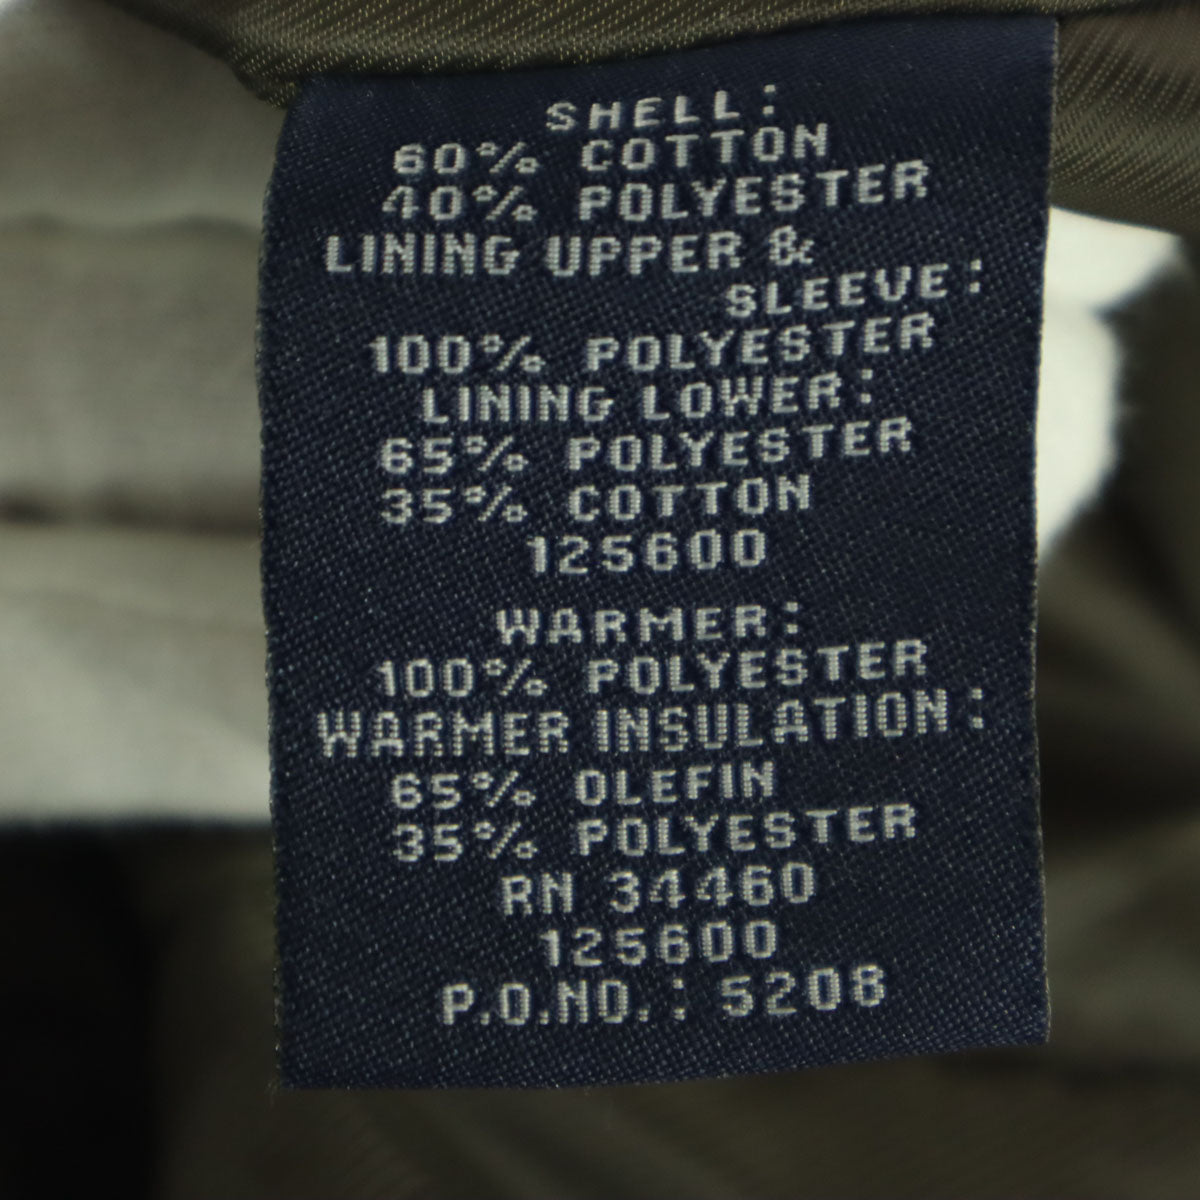 SHELL:
60% COTTON
40% POLYESTER
LINING UPPER &
SLEEVE:
100% POLYESTER
LINING LOWER:
65% POLYESTER
35% COTTON
125600
WARMER:
100% POLYESTER
WARMER INSULATION:
65% OLEFIN
35% POLYESTER
RN 34460
125600
P.O.NO.: 5208